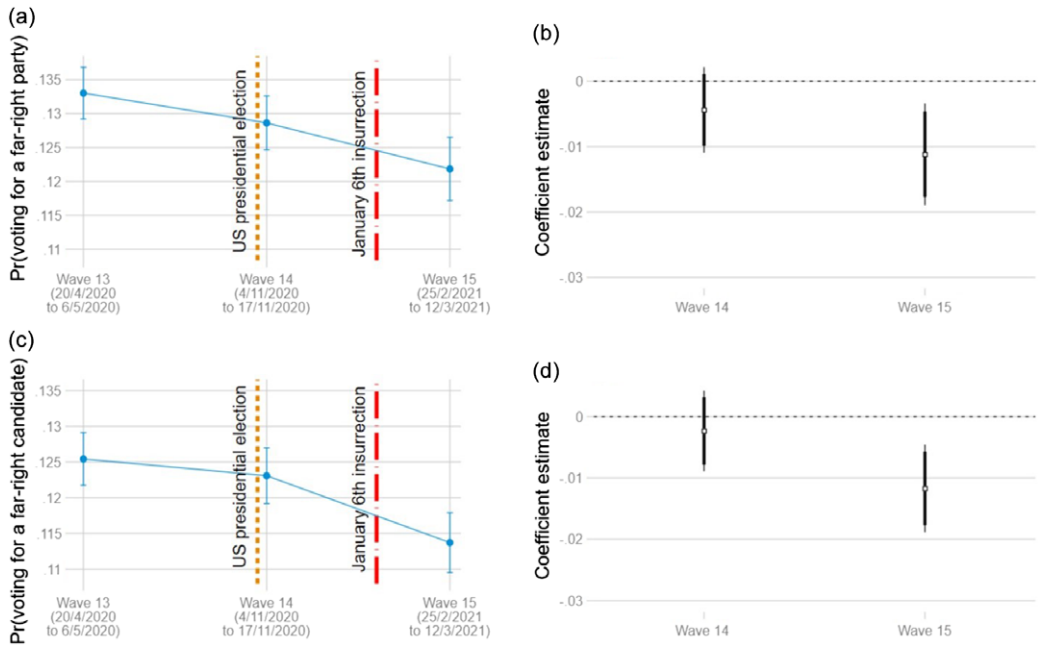 (a)
Pr(voting for a far-right party)
.135
.13
.125
.12
.115
.11
US presidential election
January 6th insurrection
Wave 13
(20/4/2020
to 6/5/2020)
Wave 14
(4/11/2020
to 17/11/2020)
Wave 15
(25/2/2021
to 12/3/2021)
(b)
Coefficient estimate
0
-.01
-.02
-.03
Wave 14
Wave 15
(c)
Pr(voting for a far-right candidate)
.135
.13
.125
.12
.115
.11
US presidential election
January 6th insurrection
Wave 13
(20/4/2020
to 6/5/2020)
Wave 14
(4/11/2020
to 17/11/2020)
Wave 15
(25/2/2021
to 12/3/2021)
(d)
Coefficient estimate
0
-.01
-.02
-.03
Wave 14
Wave 15